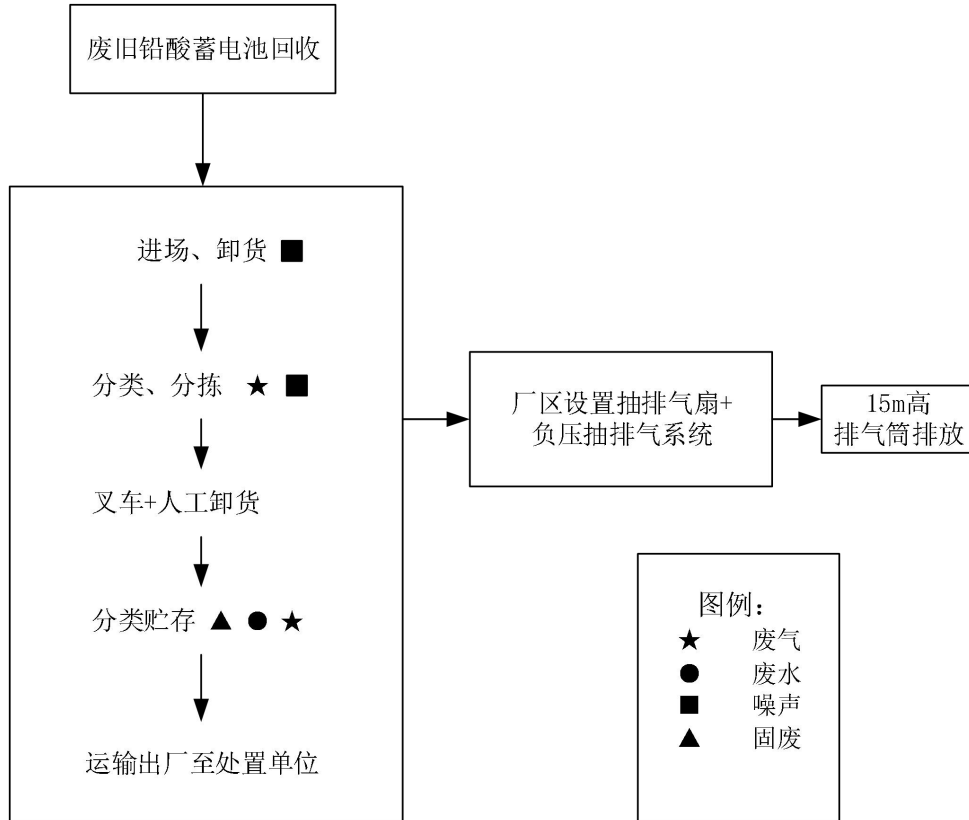 废旧铅酸蓄电池回收
进场、卸货 ■
分类、分拣 ★ ■
叉车+人工卸货
分类贮存 ▲ ● ★
运输出厂至处置单位
厂区设置抽排气扇+
负压抽排气系统
15m高
排气筒排放
图例：
★ 废气
● 废水
■ 噪声
▲ 固废